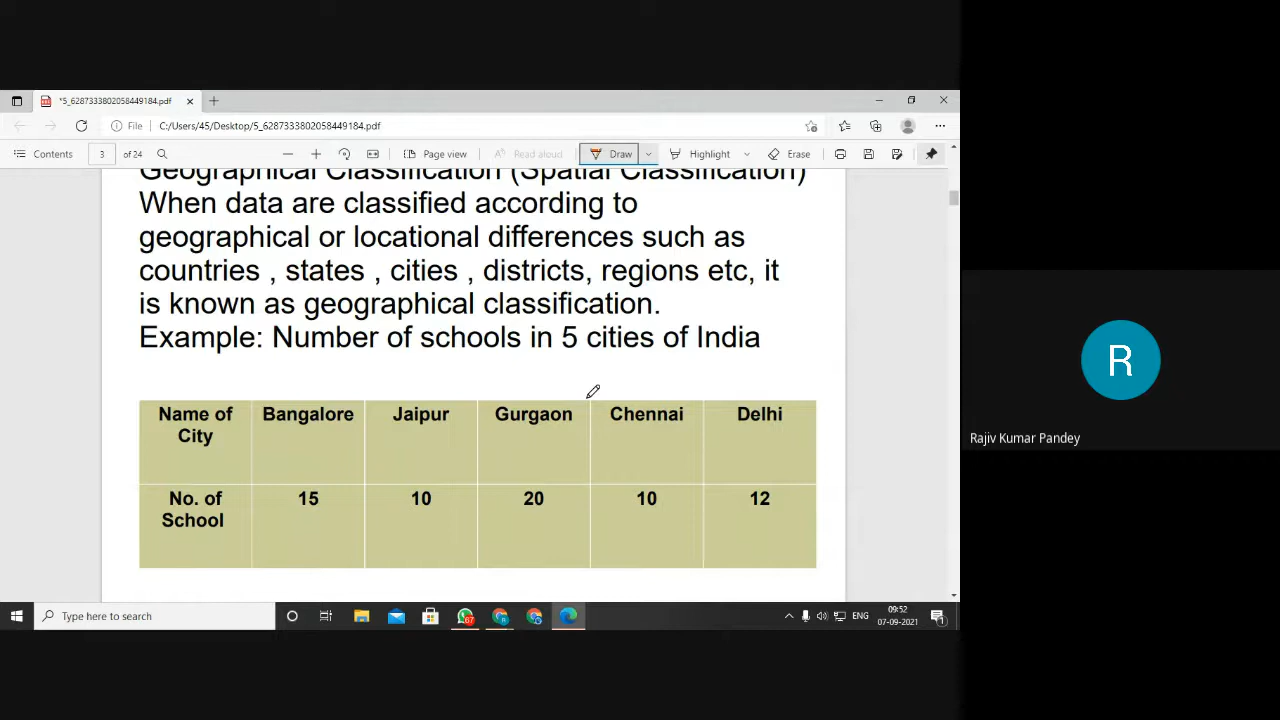 *5_6287333802058449184.pdf
File
C:/Users/45/Desktop/5_6287333802058449184.pdf
Contents
3
of 24
Page view
Read aloud
Draw
Highlight
Erase
Geographical Classification (Spatial Classification)
When data are classified according to
geographical or locational differences such as
countries , states , cities , districts, regions etc, it
is known as geographical classification.
Example: Number of schools in 5 cities of India
Name of City
Bangalore
Jaipur
Gurgaon
Chennai
Delhi
No. of School
15
10
20
10
12
R
Rajiv Kumar Pandey
Type here to search
67
ENG
09:52
07-09-2021
1